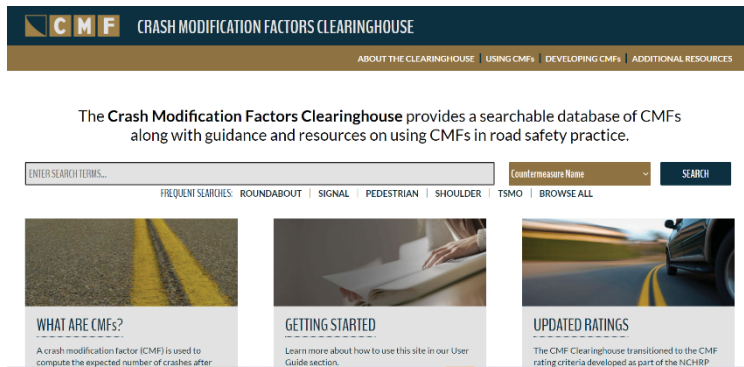 CMF CRASH MODIFICATION FACTORS CLEARINGHOUSE
ABOUT THE CLEARINGHOUSE | USING CMFs | DEVELOPING CMFs | ADDITIONAL RESOURCES
The Crash Modification Factors Clearinghouse provides a searchable database of CMFs
along with guidance and resources on using CMFs in road safety practice.
ENTER SEARCH TERMS... Countermeasure Name SEARCH
FREQUENT SEARCHES: ROUNDABOUT | SIGNAL | PEDESTRIAN | SHOULDER | TSMO | BROWSE ALL
WHAT ARE CMFs?
A crash modification factor (CMF) is used to
compute the expected number of crashes after
GETTING STARTED
Learn more about how to use this site in our User
Guide section.
UPDATED RATINGS
The CMF Clearinghouse transitioned to the CMF
rating criteria developed as part of the NCHRP